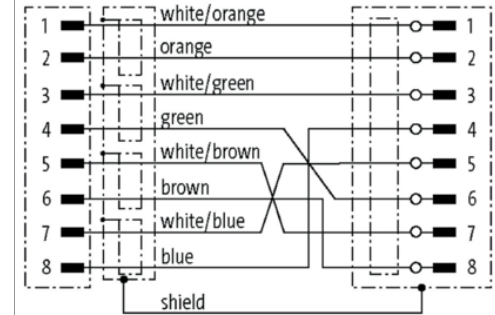 1 white/orange 1
2 orange 2
3 white/green 3
4 green 4
5 white/brown 5
6 brown 6
7 white/blue 7
8 blue 8
shield